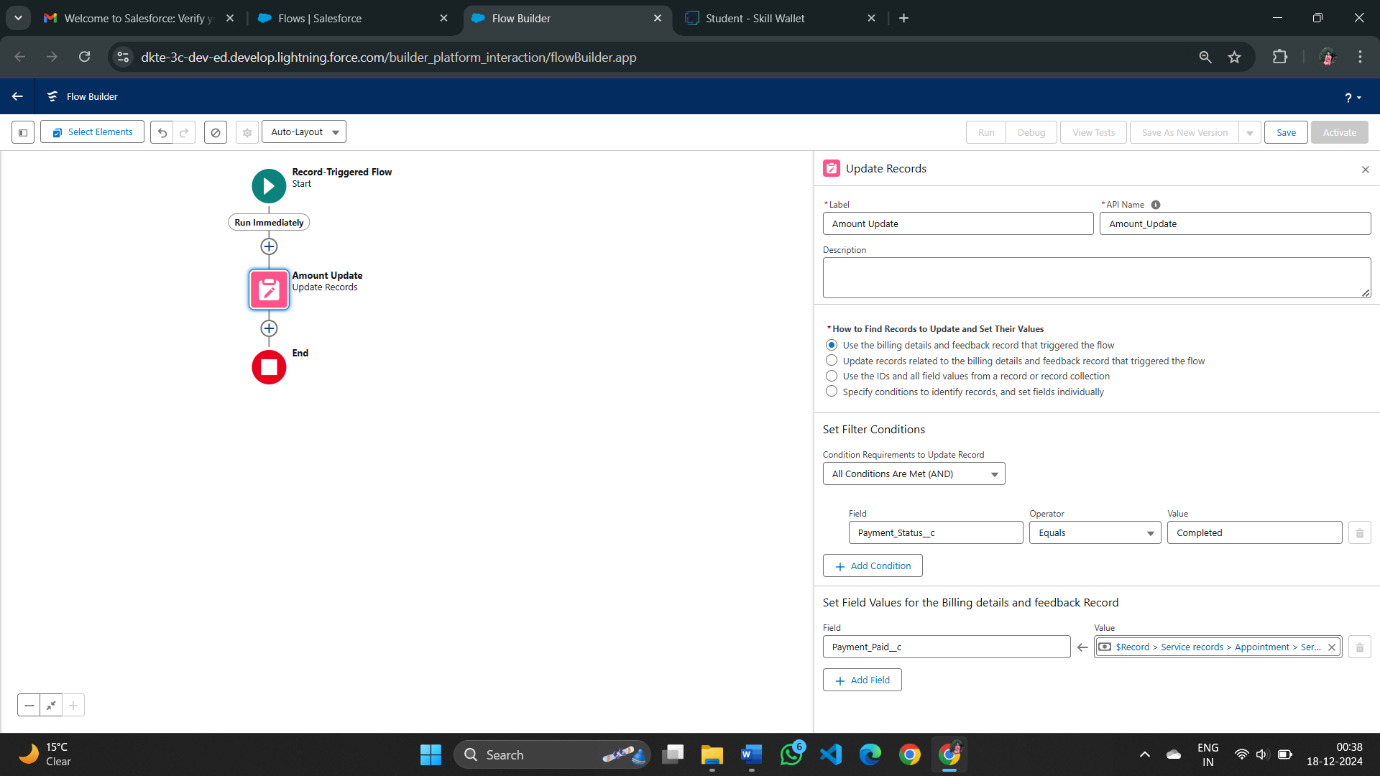 Welcome to Salesforce: Verify y
Flows | Salesforce
Flow Builder
Student - Skill Wallet
dkte-3c-dev-ed.develop.lightning.force.com/builder_platform_interaction/flowBuilder.app
Flow Builder
?
Select Elements
Auto-Layout
Run
Debug
View Tests
Save As New Version
Save
Activate
Record-Triggered Flow
Start
Run Immediately
Amount Update
Update Records
End
Update Records
*Label
*API Name
Amount Update
Amount_Update
Description
*How to Find Records to Update and Set Their Values
Use the billing details and feedback record that triggered the flow
Update records related to the billing details and feedback record that triggered the flow
Use the IDs and all field values from a record or record collection
Specify conditions to identify records, and set fields individually
Set Filter Conditions
Condition Requirements to Update Record
All Conditions Are Met (AND)
Field
Operator
Value
Payment_Status__c
Equals
Completed
+ Add Condition
Set Field Values for the Billing details and feedback Record
Field
Value
Payment_Paid__c
$Record > Service records > Appointment > Ser...
+ Add Field
15°C
Clear
Search
6
ENG
IN
00:38
18-12-2024